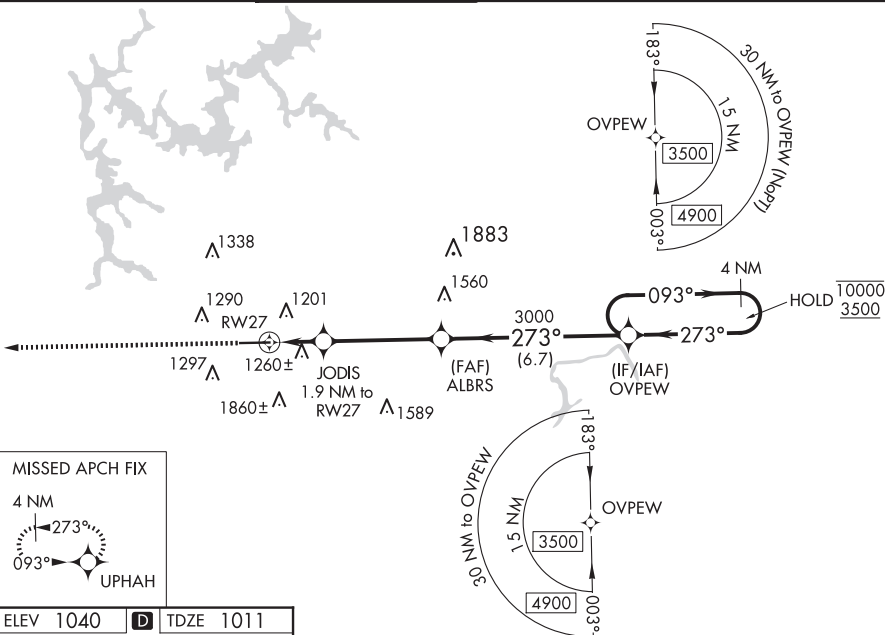 183°
30 NM to OVPEW (NoPT)
15 NM
OVPEW
3500
4900
003°
1883
1338
1560
1290
1201
RW27
4 NM
093°
HOLD
10000
3500
3000
273°
(6.7)
273°
1297
1260±
JODIS
1.9 NM to
RW27
(FAF)
ALBRS
(IF/IAF)
OVPEW
1860±
1589
183°
30 NM to OVPEW
15 NM
OVPEW
3500
4900
003°
MISSED APCH FIX
4 NM
273°
093°
UPHAH
ELEV 1040 D TDZE 1011